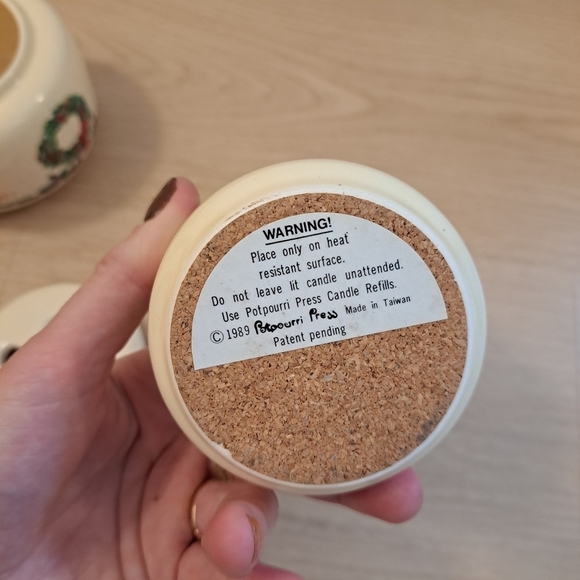 WARNING!
Place only on heat
resistant surface.
Do not leave lit candle unattended.
Use Potpourri Press Candle Refills.
© 1989 Potpourri Press Made in Taiwan
Patent pending